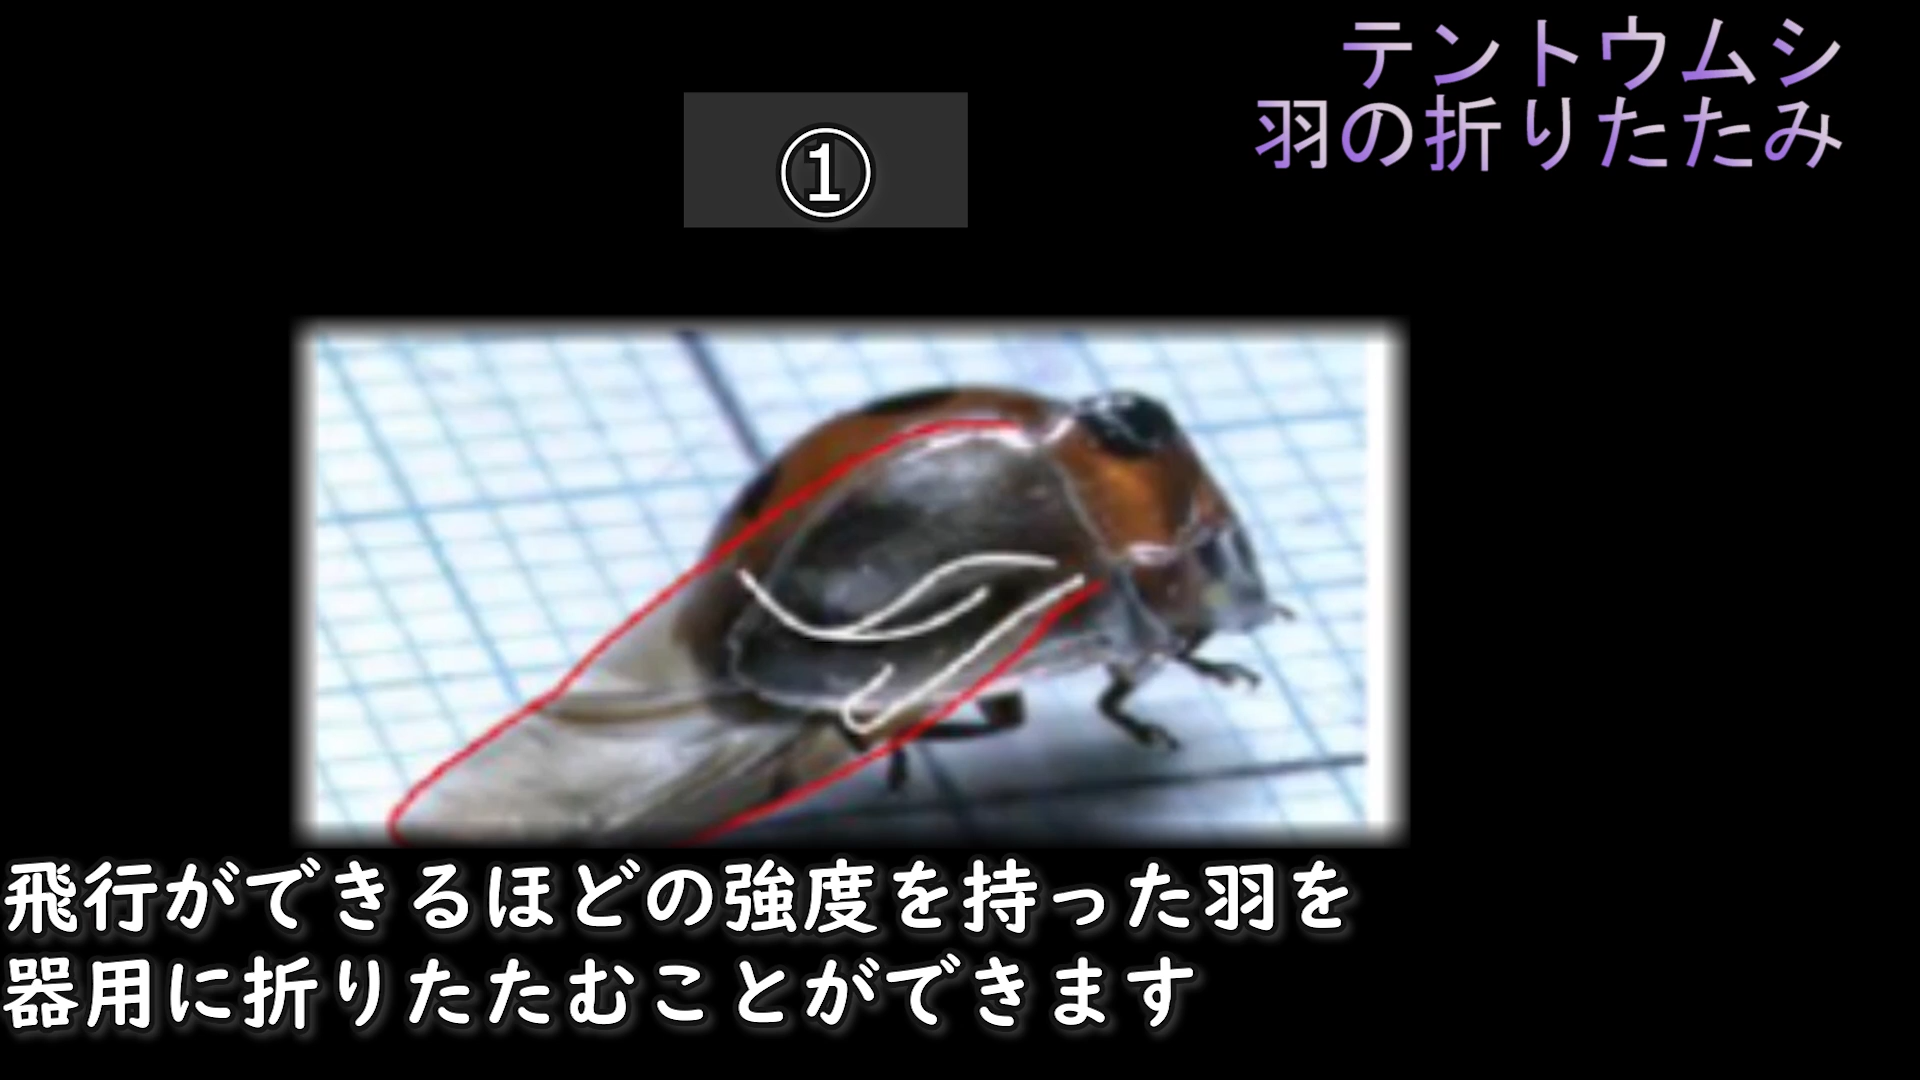 テントウムシ
羽の折りたたみ
①
飛行ができるほどの強度を持った羽を
器用に折りたたむことができます